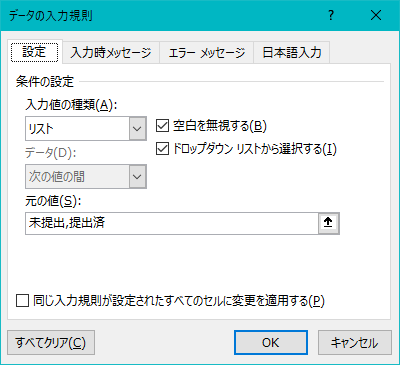 データの入力規則
設定 入力時メッセージ エラー メッセージ 日本語入力
条件の設定
入力値の種類(A):
リスト
空白を無視する(B)
データ(D):
ドロップダウン リストから選択する(I)
次の値の間
元の値(S):
未提出,提出済
同じ入力規則が設定されたすべてのセルに変更を適用する(P)
すべてクリア(C) OK キャンセル